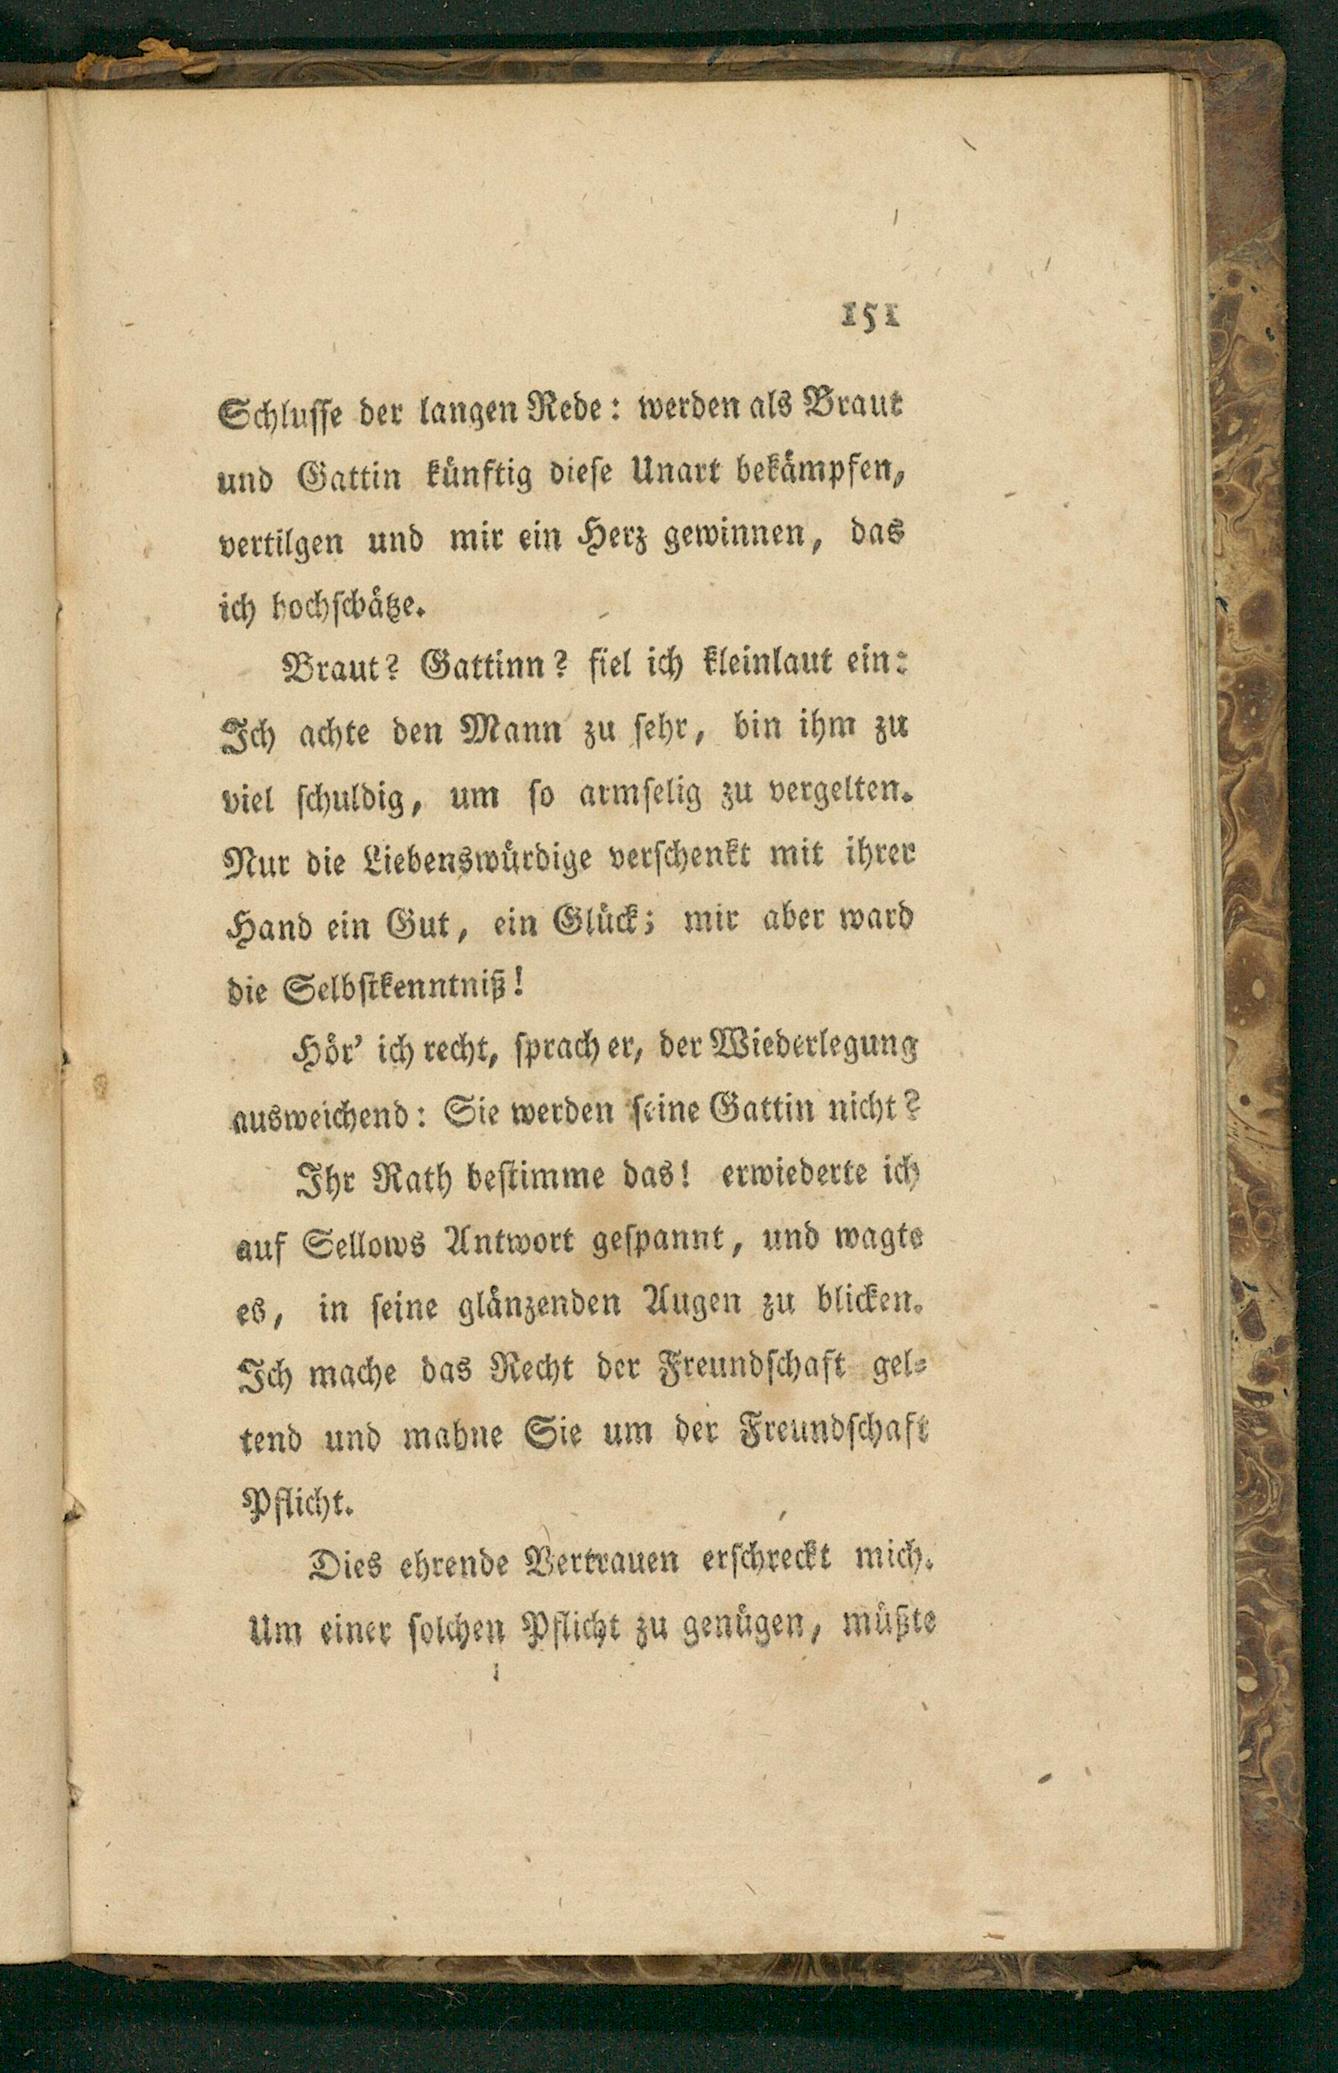 151
Schlusse der langen Rede: werden als Braut
und Gattin künftig diese Unart bekämpfen,
vertilgen und mir ein Herz gewinnen, das
ich hochschätze.
Braut? Gattinn? fiel ich kleinlaut ein:
Ich achte den Mann zu sehr, bin ihm zu
viel schuldig, um so armselig zu vergelten.
Nur die Liebenswürdige verschenkt mit ihrer
Hand ein Gut, ein Glück; mir aber ward
die Selbstkenntniß!
Hör' ich recht, sprach er, der Wiederlegung
ausweichend: Sie werden seine Gattin nicht?
Ihr Rath bestimme das! erwiederte ich
auf Sellows Antwort gespannt, und wagte
es, in seine glänzenden Augen zu blicken.
Ich mache das Recht der Freundschaft gel-
tend und mahne Sie um der Freundschaft
Pflicht.
Dies ehrende Vertrauen erschreckt mich.
Um einer solchen Pflicht zu genügen, müßte